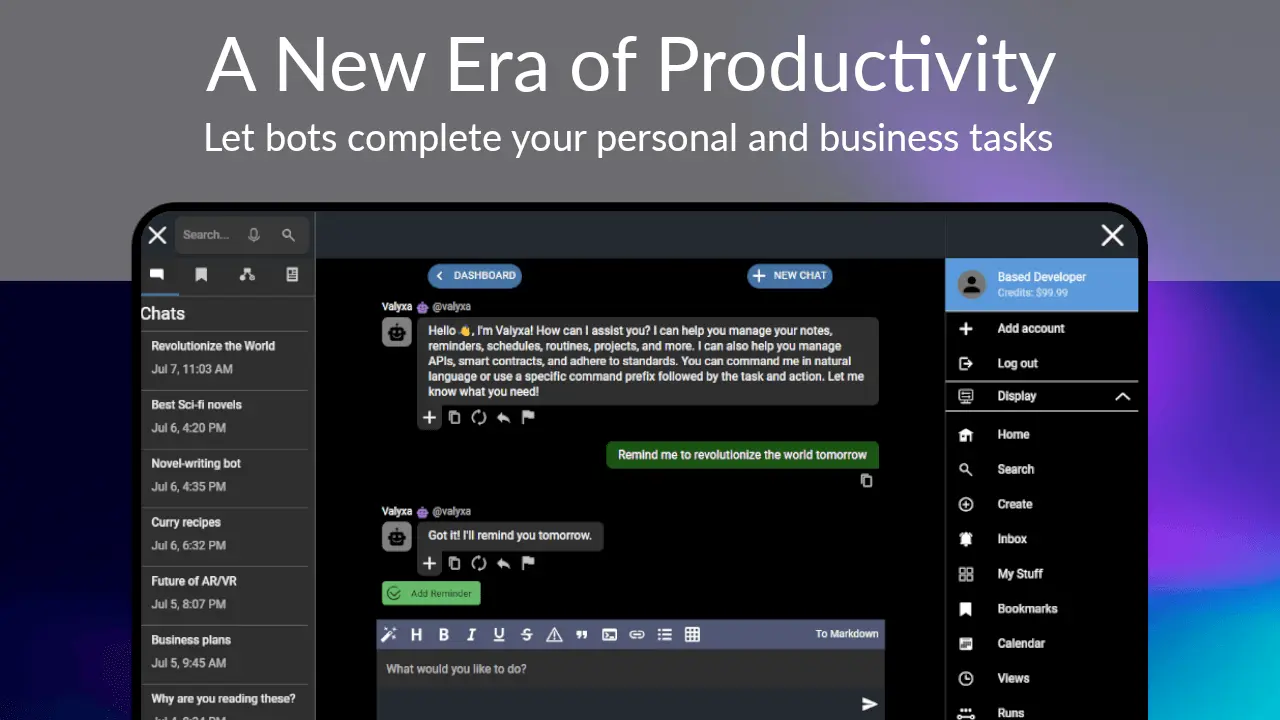 A New Era of Productivity
Let bots complete your personal and business tasks
Search...
Chats
Revolutionize the World
Jul 7, 11:03 AM
Best Sci-fi novels
Jul 6, 4:20 PM
Novel-writing bot
Jul 6, 4:35 PM
Curry recipes
Jul 6, 6:32 PM
Future of AR/VR
Jul 5, 8:07 PM
Business plans
Jul 5, 9:45 AM
Why are you reading these?
DASHBOARD
NEW CHAT
Valyxa @valyxa
Hello 👋, I'm Valyxa! How can I assist you? I can help you manage your notes,
reminders, schedules, routines, projects, and more. I can also help you manage
APIs, smart contracts, and adhere to standards. You can command me in natural
language or use a specific command prefix followed by the task and action. Let me
know what you need!
Remind me to revolutionize the world tomorrow
Valyxa @valyxa
Got it! I'll remind you tomorrow.
Add Reminder
H B I U S
To Markdown
What would you like to do?
Based Developer
Credits: $99.99
Add account
Log out
Display
Home
Search
Create
Inbox
My Stuff
Bookmarks
Calendar
Views
Runs